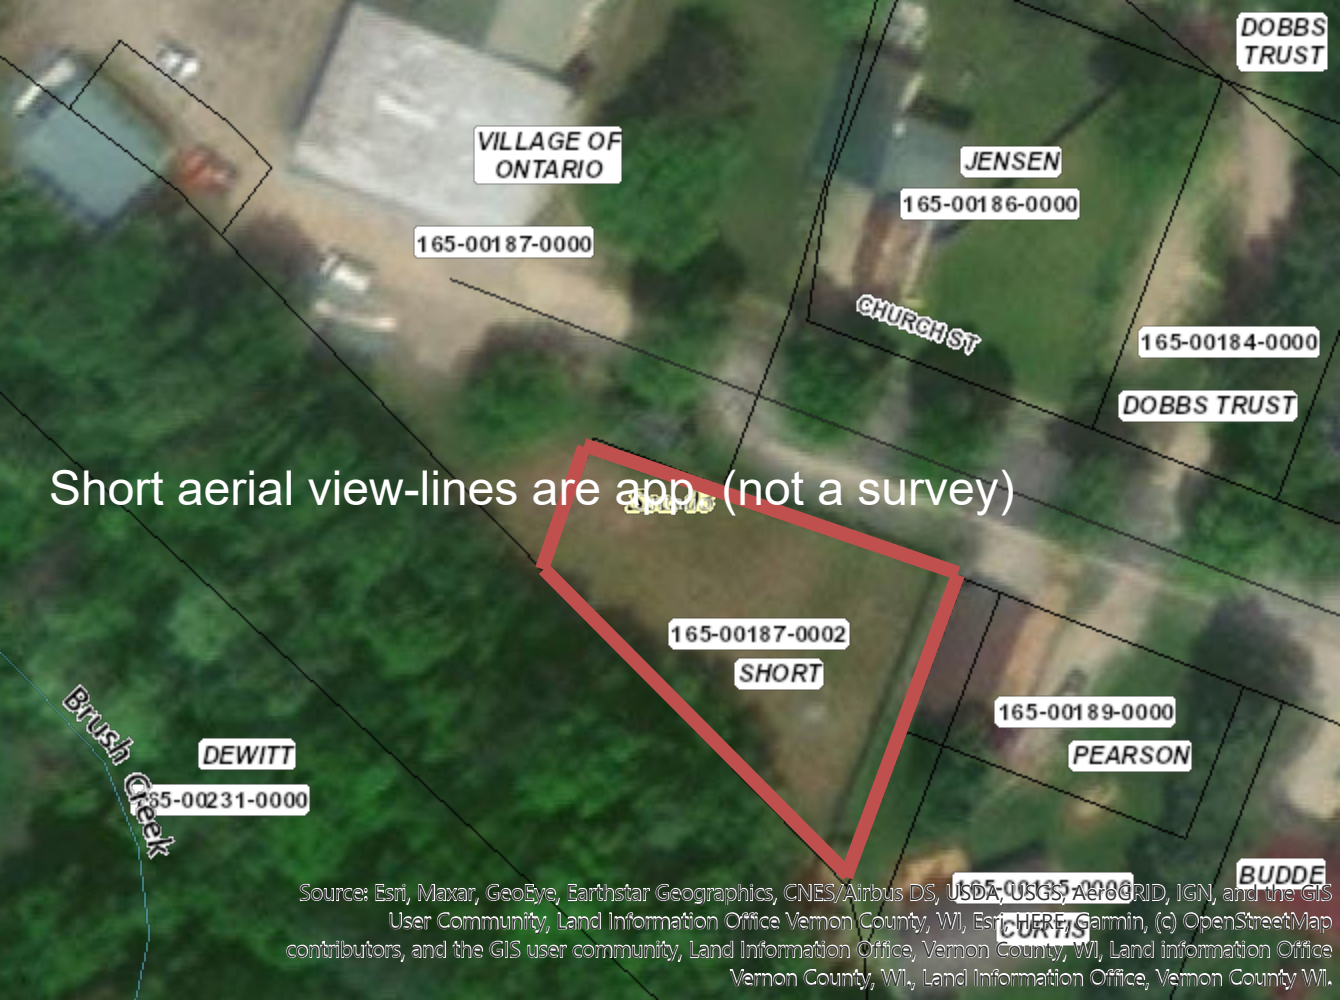 DOBBS
TRUST
VILLAGE OF
ONTARIO
JENSEN
165-00186-0000
165-00187-0000
CHURCH ST
165-00184-0000
DOBBS TRUST
Short aerial view-lines are app. (not a survey)
165-00187-0002
SHORT
165-00189-0000
PEARSON
Brush Creek
DEWITT
65-00231-0000
BUDDE
CURTIS
Source: Esri, Maxar, GeoEye, Earthstar Geographics, CNES/Airbus DS, USDA, USGS, AeroGRID, IGN, and the GIS
User Community, Land Information Office Vernon County, WI, Esri, HERE, Garmin, (c) OpenStreetMap
contributors, and the GIS user community, Land Information Office, Vernon County, WI, Land information Office
Vernon County, WI., Land Information Office, Vernon County WI.